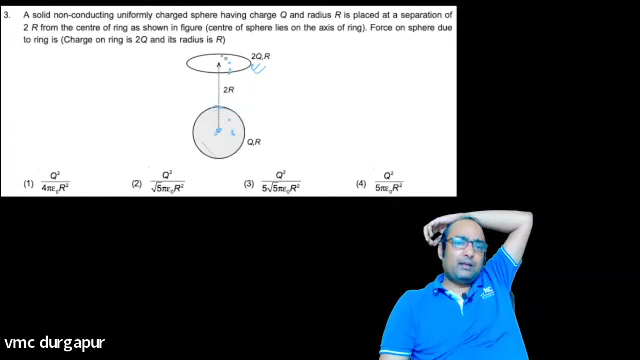 3. A solid non-conducting uniformly charged sphere having charge Q and radius R is placed at a separation of
2 R from the centre of ring as shown in figure (centre of sphere lies on the axis of ring). Force on sphere due
to ring is (Charge on ring is 2Q and its radius is R)
2Q,R
2R
Q,R
(1) Q²/4πε₀R² (2) Q²/√5πε₀R² (3) Q²/5√5πε₀R² (4) Q²/5πε₀R²
vmc durgapur